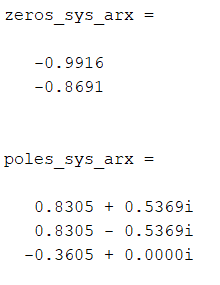 zeros_sys_arx =
-0.9916
-0.8691
poles_sys_arx =
0.8305 + 0.5369i
0.8305 - 0.5369i
-0.3605 + 0.0000i